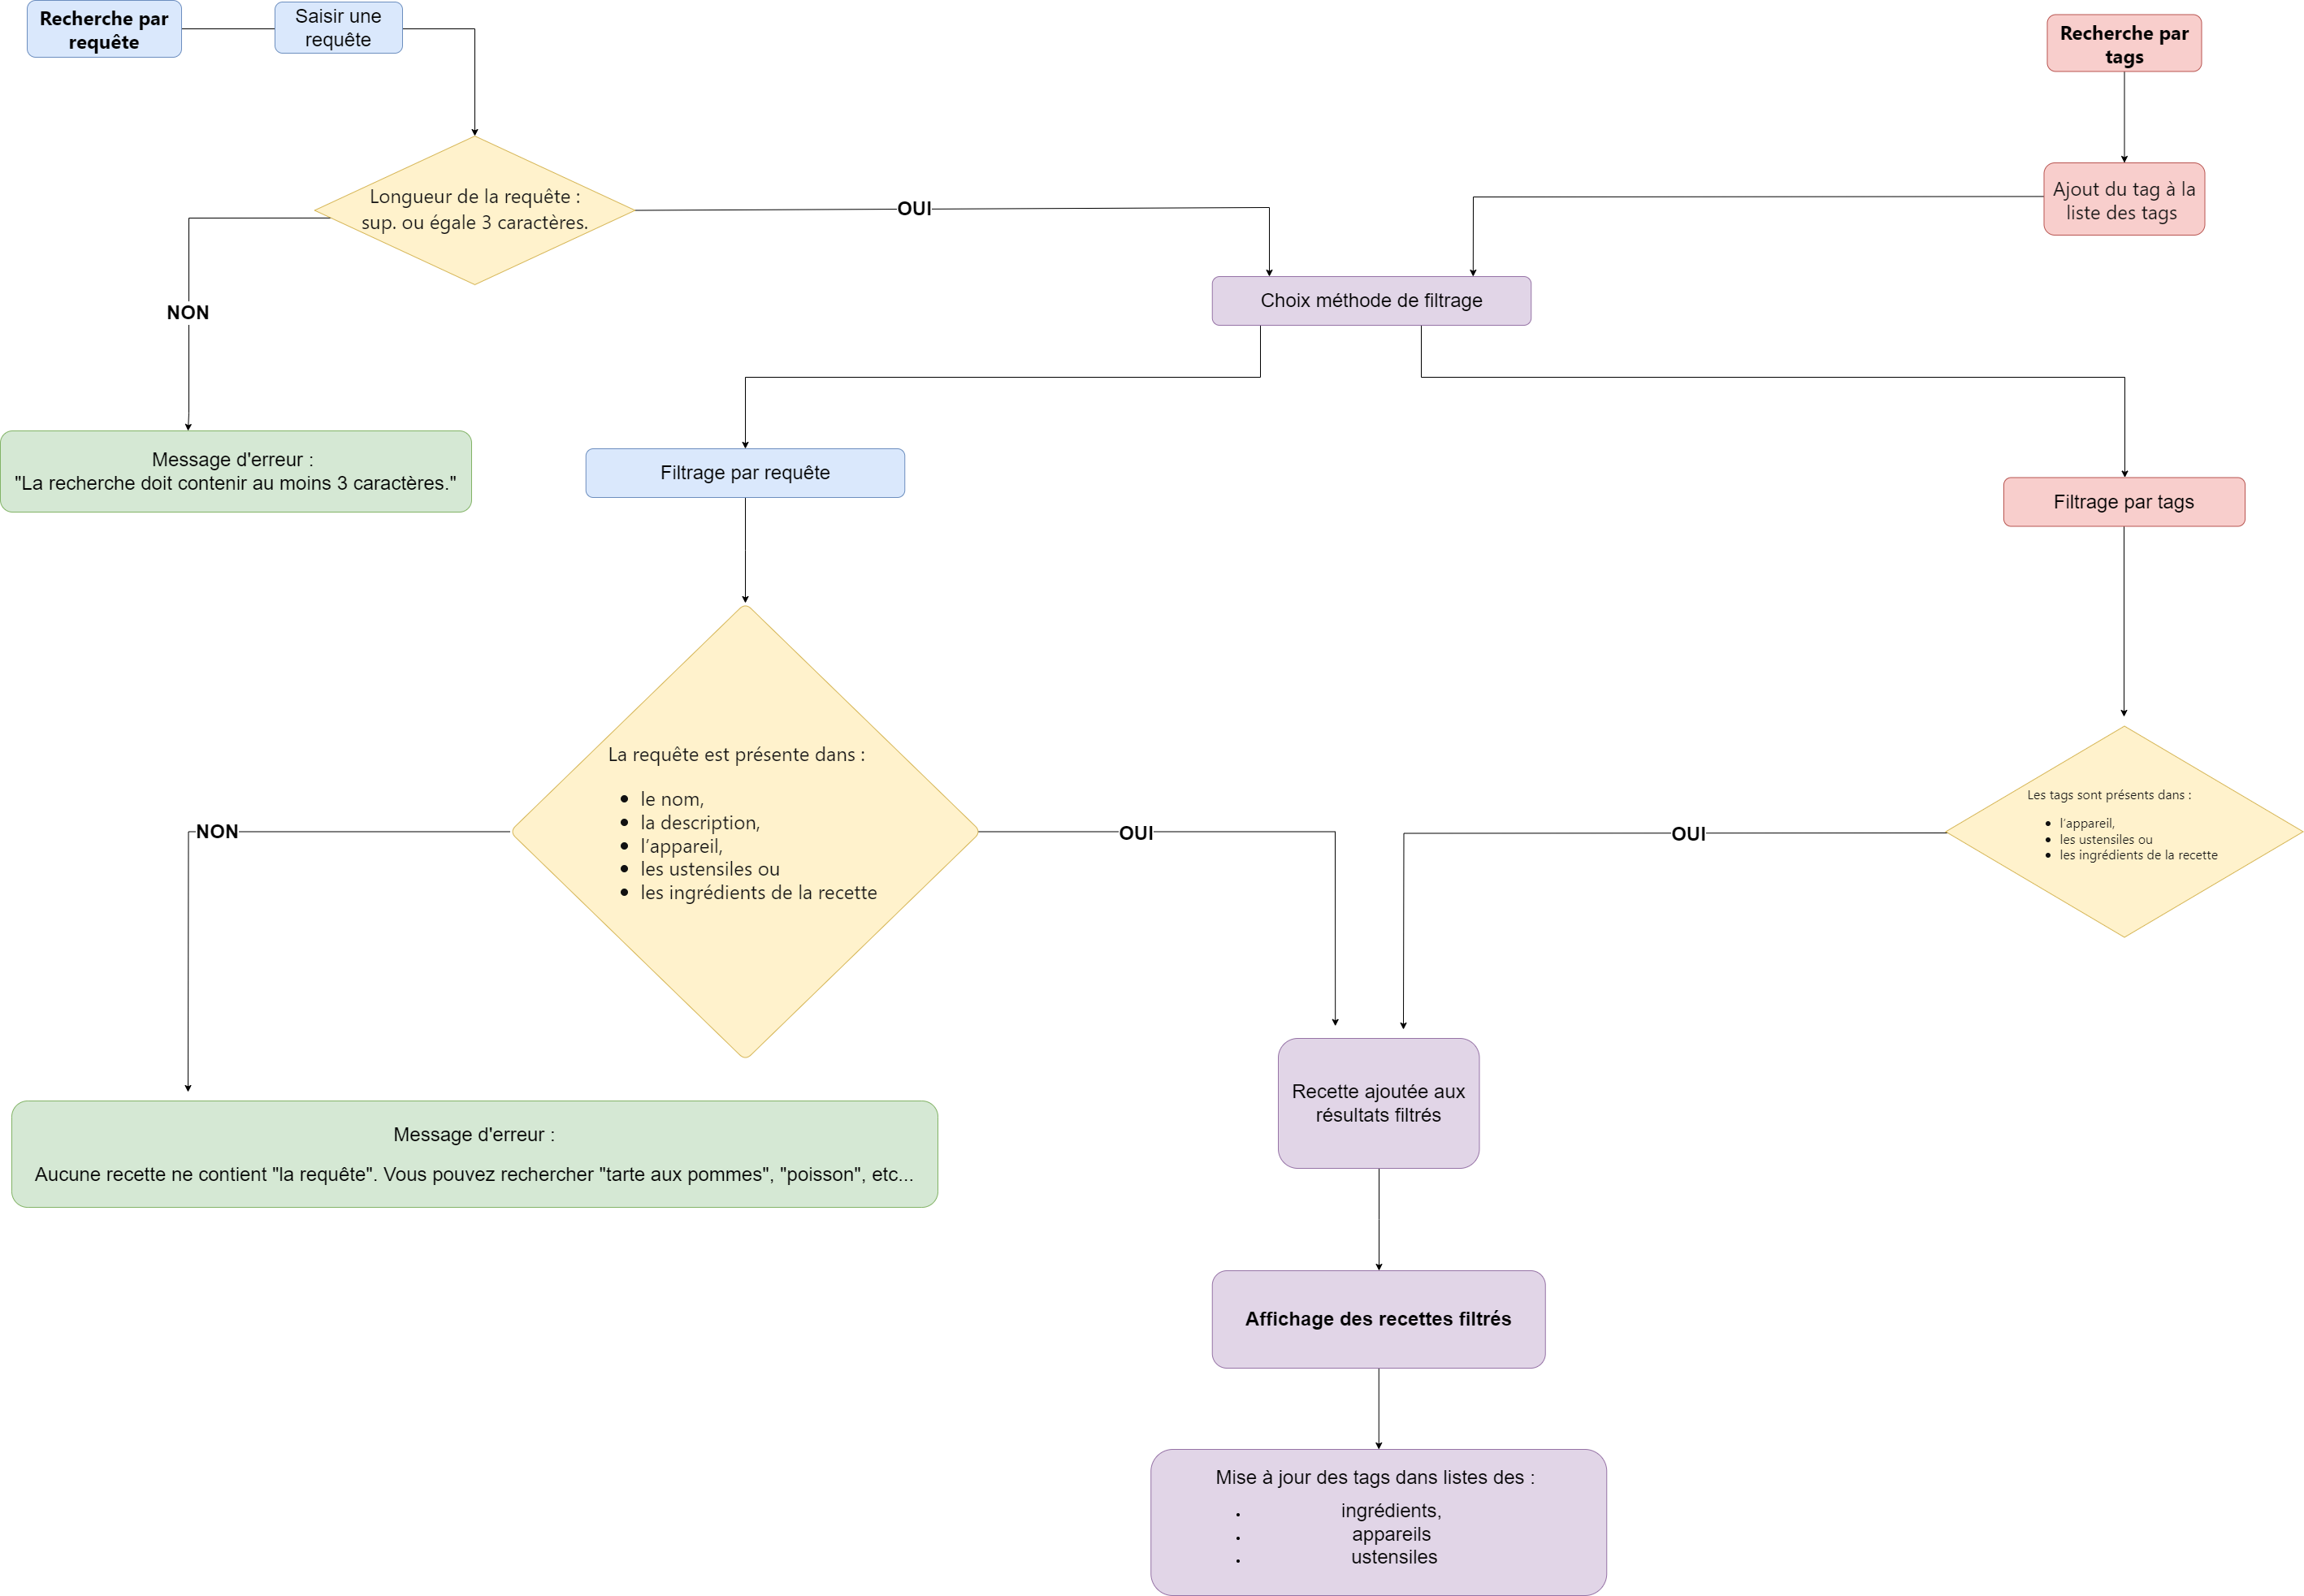 Recherche par
requête
Saisir une
requête
Recherche par
tags
Longueur de la requête :
sup. ou égale 3 caractères.
OUI
Ajout du tag à la
liste des tags
NON
Choix méthode de filtrage
Message d'erreur :
"La recherche doit contenir au moins 3 caractères."
Filtrage par requête
Filtrage par tags
La requête est présente dans :
• le nom,
• la description,
• l’appareil,
• les ustensiles ou
• les ingrédients de la recette
NON
OUI
OUI
Les tags sont présents dans :
• l’appareil,
• les ustensiles ou
• les ingrédients de la recette
Recette ajoutée aux
résultats filtrés
Message d'erreur :
Aucune recette ne contient "la requête". Vous pouvez rechercher "tarte aux pommes", "poisson", etc...
Affichage des recettes filtrés
Mise à jour des tags dans listes des :
• ingrédients,
• appareils
• ustensiles